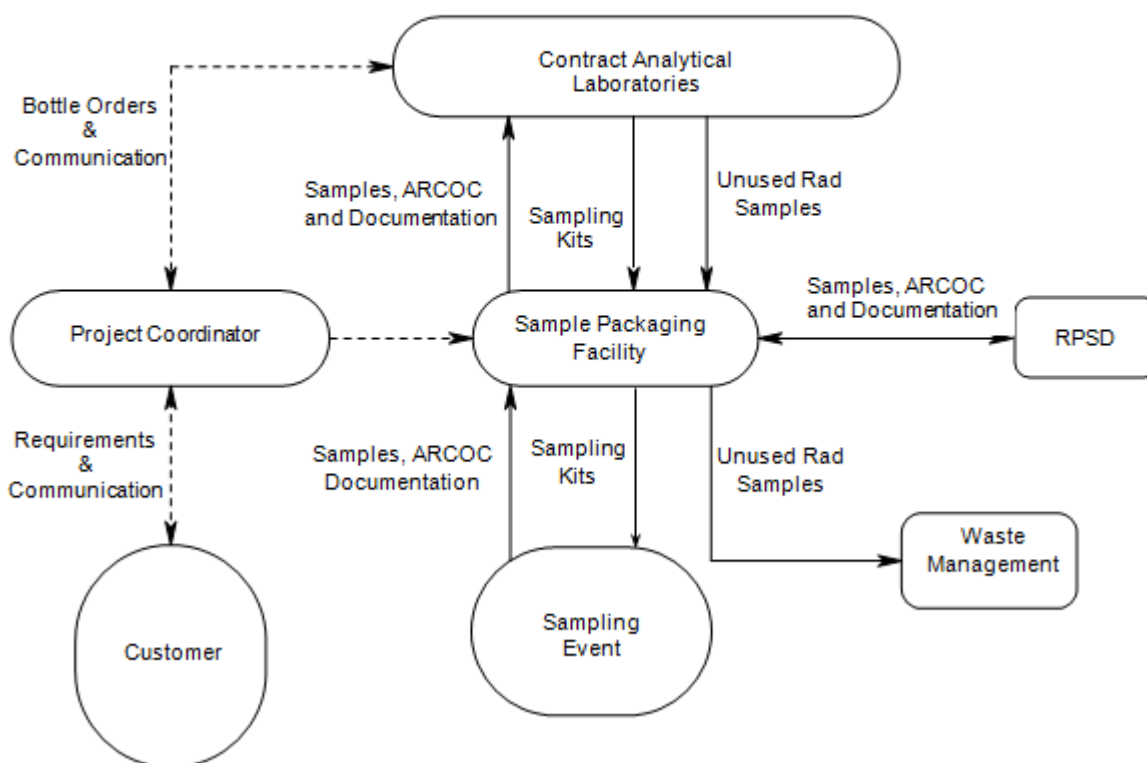 Contract Analytical
Laboratories
Bottle Orders
&
Communication
Samples, ARCOC
and Documentation
Sampling
Kits
Unused Rad
Samples
Project Coordinator
Sample Packaging
Facility
Samples, ARCOC
and Documentation
RPSD
Requirements
&
Communication
Samples, ARCOC
Documentation
Sampling
Kits
Unused Rad
Samples
Waste
Management
Customer
Sampling
Event